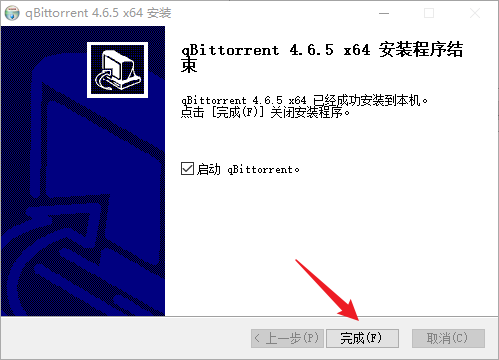 qBittorrent 4.6.5 x64 安装
qBittorrent 4.6.5 x64 安装程序结
束
qBittorrent 4.6.5 x64 已经成功安装到本机。
点击 [完成(F)] 关闭安装程序。
启动 qBittorrent。
< 上一步(P)
完成(F)
取消(C)